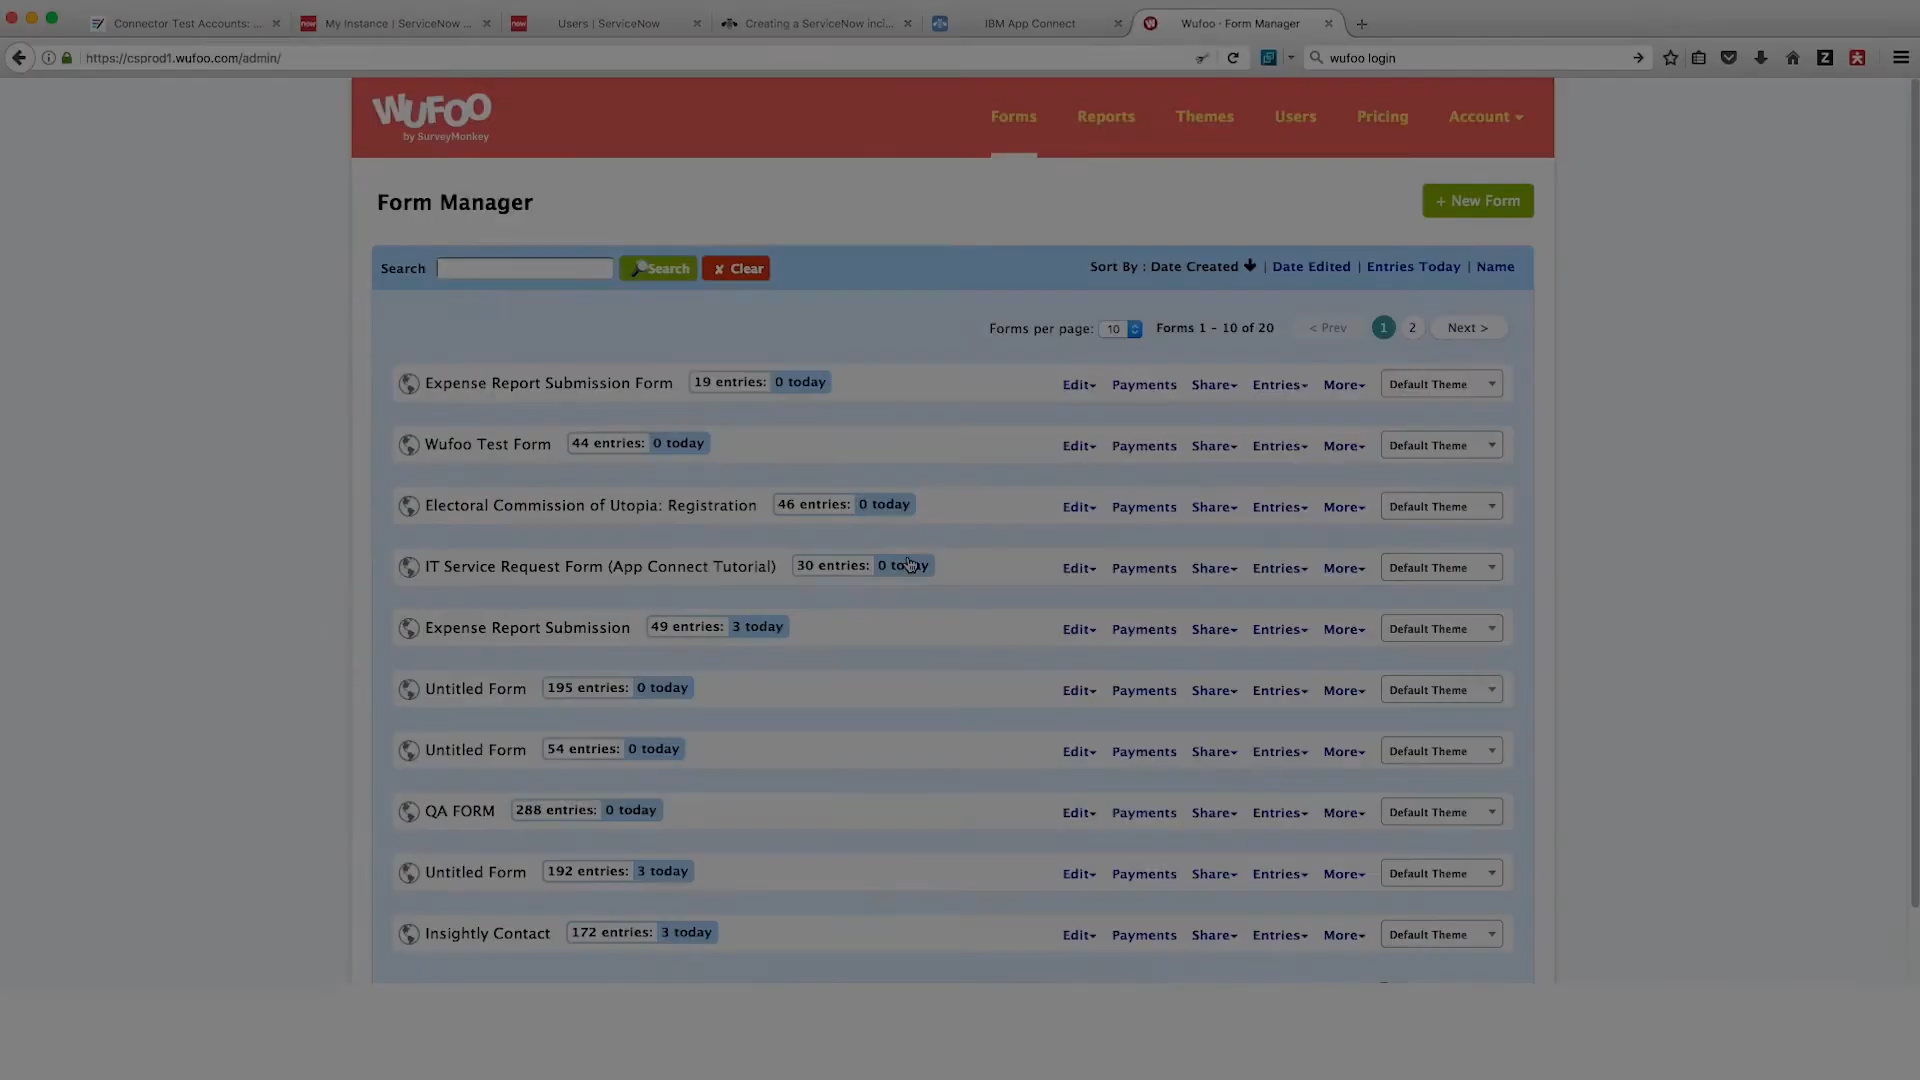 Connector Test Accounts: ...
My Instance | ServiceNow ...
Users | ServiceNow
Creating a ServiceNow inci...
IBM App Connect
Wufoo · Form Manager
https://csprod1.wufoo.com/admin/
wufoo login
WUFOO
by SurveyMonkey
Forms
Reports
Themes
Users
Pricing
Account
Form Manager
+ New Form
Search
Search
x Clear
Sort By : Date Created | Date Edited | Entries Today | Name
Forms per page: 10 Forms 1 - 10 of 20 < Prev 1 2 Next >
Expense Report Submission Form 19 entries: 0 today Edit Payments Share Entries More Default Theme
Wufoo Test Form 44 entries: 0 today Edit Payments Share Entries More Default Theme
Electoral Commission of Utopia: Registration 46 entries: 0 today Edit Payments Share Entries More Default Theme
IT Service Request Form (App Connect Tutorial) 30 entries: 0 today Edit Payments Share Entries More Default Theme
Expense Report Submission 49 entries: 3 today Edit Payments Share Entries More Default Theme
Untitled Form 195 entries: 0 today Edit Payments Share Entries More Default Theme
Untitled Form 54 entries: 0 today Edit Payments Share Entries More Default Theme
QA FORM 288 entries: 0 today Edit Payments Share Entries More Default Theme
Untitled Form 192 entries: 3 today Edit Payments Share Entries More Default Theme
Insightly Contact 172 entries: 3 today Edit Payments Share Entries More Default Theme